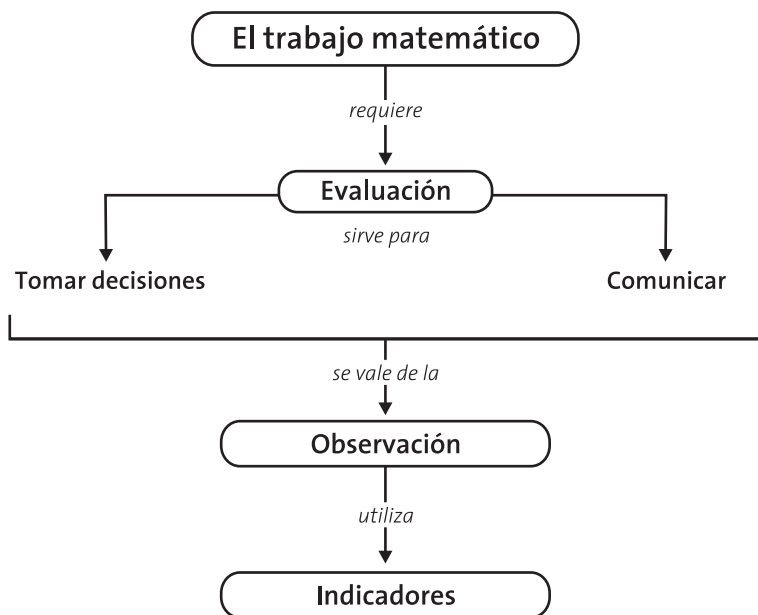 El trabajo matemático
requiere
Evaluación
sirve para
Tomar decisiones
Comunicar
se vale de la
Observación
utiliza
Indicadores